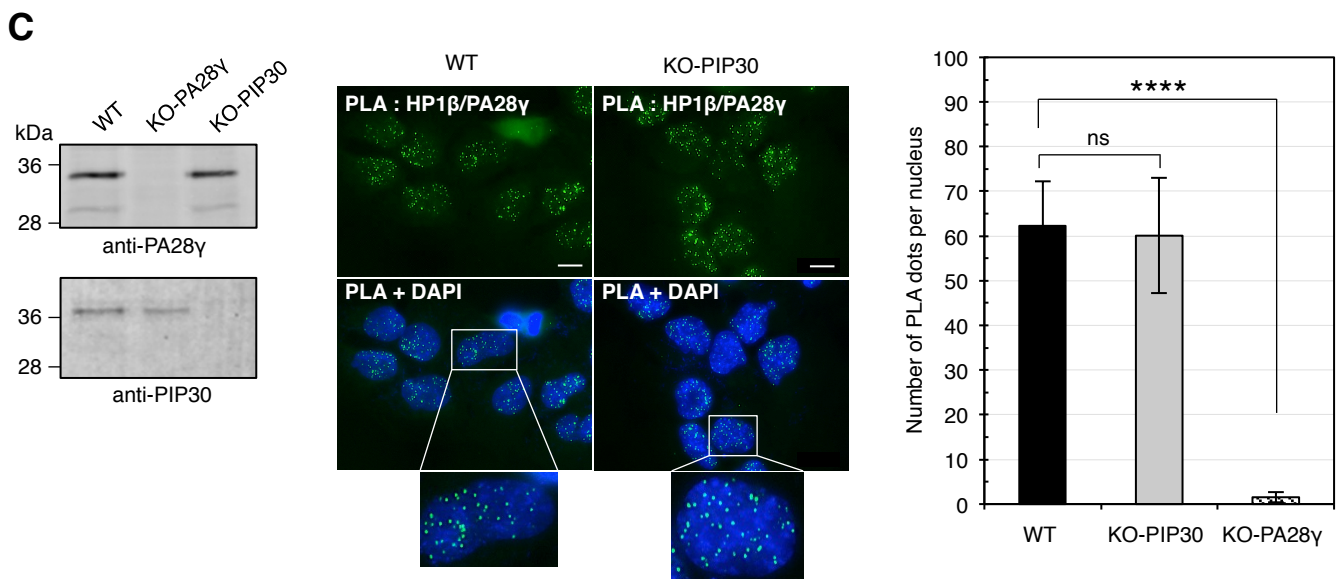 C
WT
KO-PA28γ
KO-PIP30
kDa
36
28
anti-PA28γ
36
28
anti-PIP30
WT
KO-PIP30
PLA : HP1β/PA28γ
PLA : HP1β/PA28γ
PLA + DAPI
PLA + DAPI
Number of PLA dots per nucleus
100
90
80
70
60
50
40
30
20
10
0
****
ns
WT
KO-PIP30
KO-PA28γ